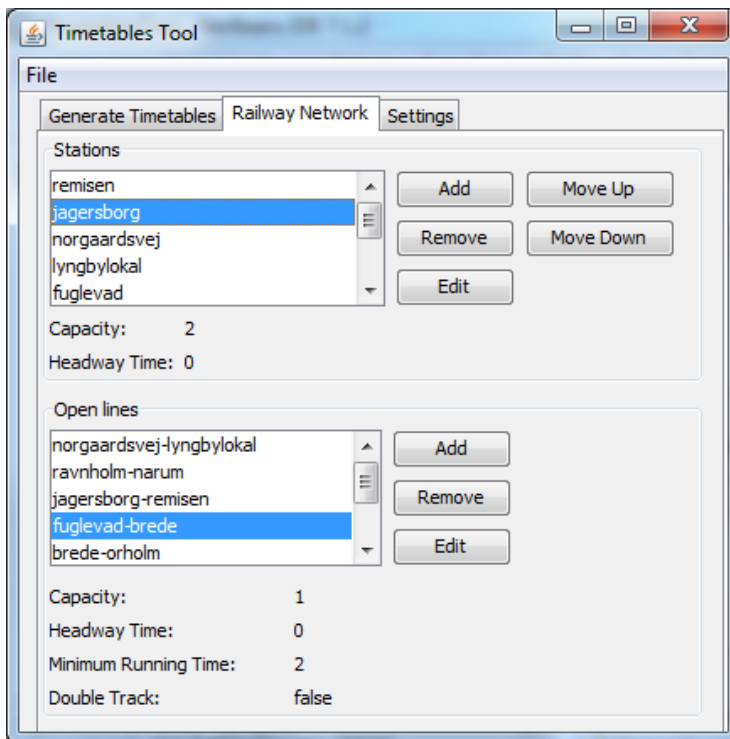 Timetables Tool
File
Generate Timetables Railway Network Settings
Stations
remisen
jagersborg
norgaardsvej
lyngbylokal
fuglevad
Add Move Up
Remove Move Down
Edit
Capacity: 2
Headway Time: 0
Open lines
norgaardsvej-lyngbylokal
ravnholm-narum
jagersborg-remisen
fuglevad-brede
brede-orholm
Add
Remove
Edit
Capacity: 1
Headway Time: 0
Minimum Running Time: 2
Double Track: false